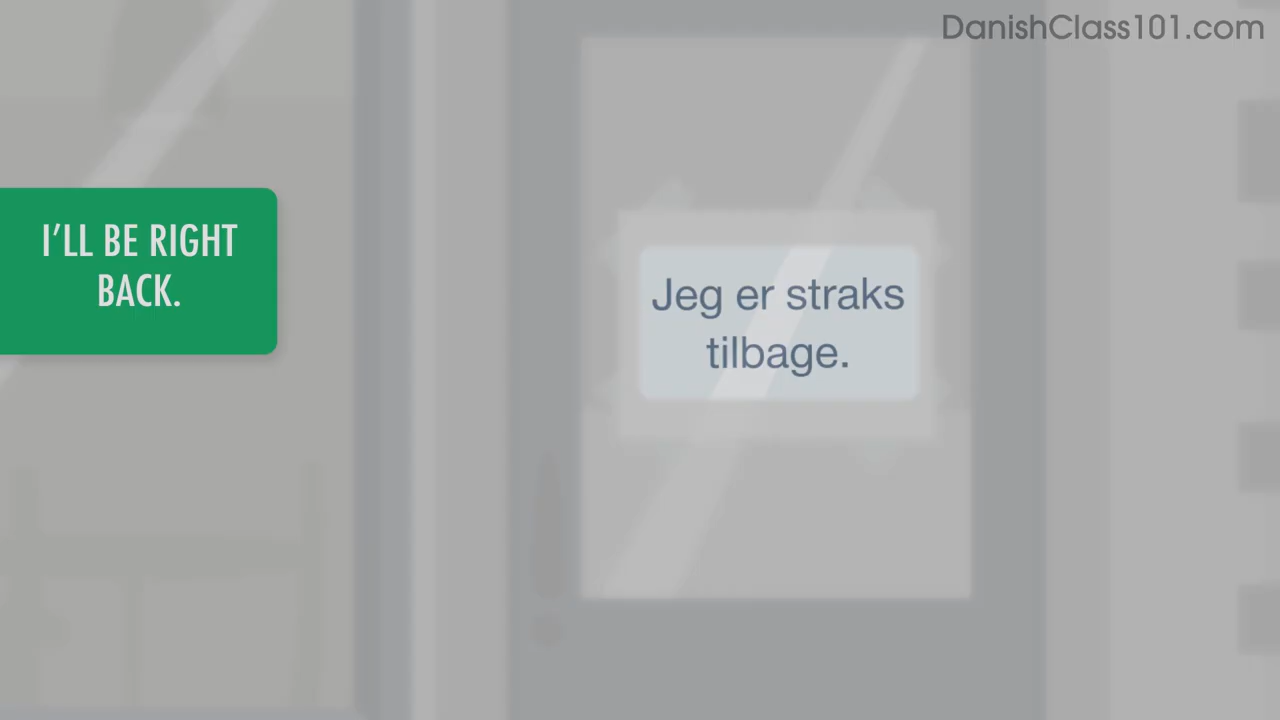 DanishClass101.com
I'LL BE RIGHT
BACK.
Jeg er straks
tilbage.